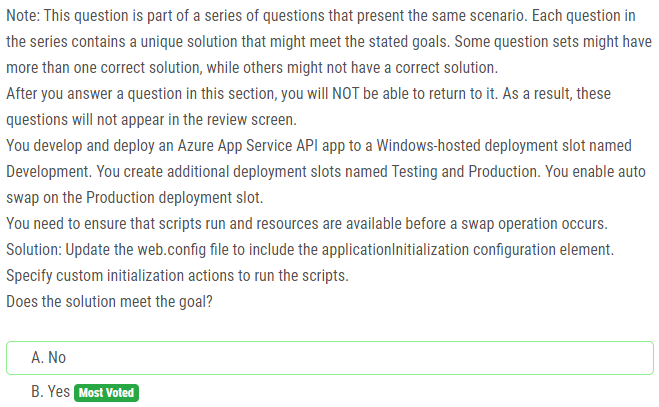 Note: This question is part of a series of questions that present the same scenario. Each question in
the series contains a unique solution that might meet the stated goals. Some question sets might have
more than one correct solution, while others might not have a correct solution.
After you answer a question in this section, you will NOT be able to return to it. As a result, these
questions will not appear in the review screen.
You develop and deploy an Azure App Service API app to a Windows-hosted deployment slot named
Development. You create additional deployment slots named Testing and Production. You enable auto
swap on the Production deployment slot.
You need to ensure that scripts run and resources are available before a swap operation occurs.
Solution: Update the web.config file to include the applicationInitialization configuration element.
Specify custom initialization actions to run the scripts.
Does the solution meet the goal?
A. No
B. Yes Most Voted